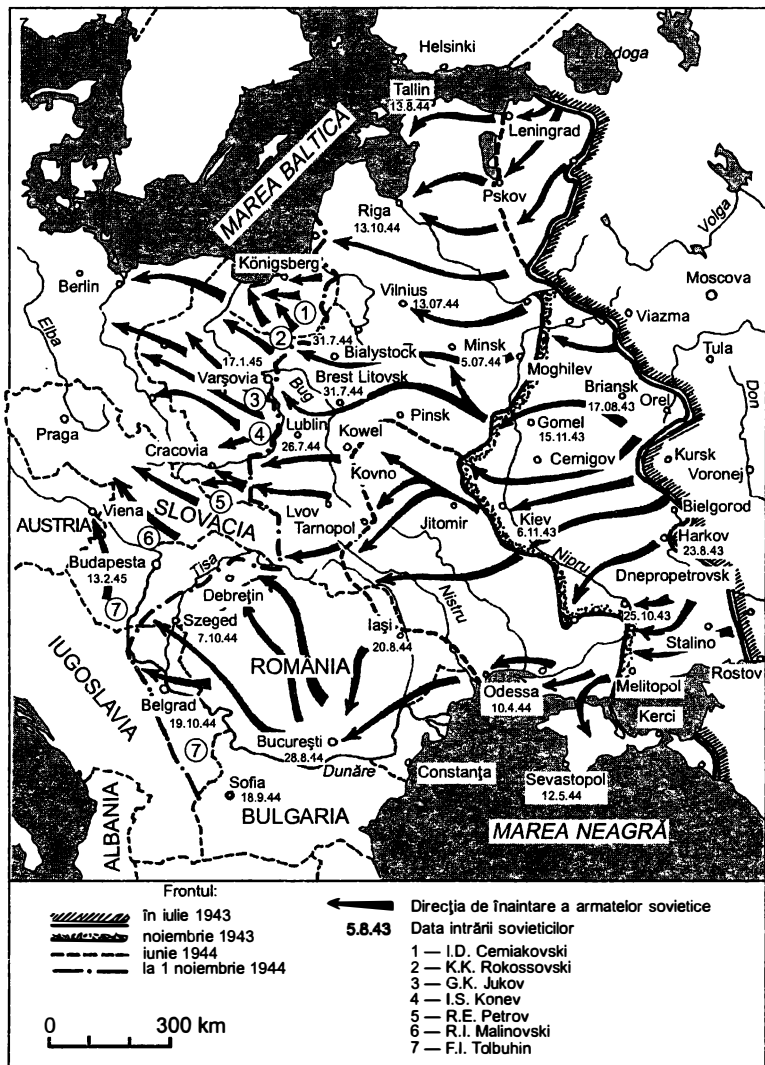 Helsinki
L. Ladoga
Tallin
13.8.44
Leningrad
MAREA BALTICĂ
Pskov
Riga
13.10.44
Volga
Königsberg
Moscova
Berlin
Vilnius
13.07.44
1
Viazma
Elba
2
31.7.44
Minsk
5.07.44
Tula
Bialystock
Moghilev
17.1.45
Varşovia
Bug
Brest Litovsk
31.7.44
Briansk
17.08.43
Orel
Don
3
Pinsk
Gomel
15.11.43
Praga
4
Lublin
26.7.44
Kowel
Cernigov
Kursk
Cracovia
Kovno
Voronej
5
Bielgorod
Viena
SLOVACIA
Lvov
Tarnopol
Jitomir
Kiev
6.11.43
Harkov
23.8.43
AUSTRIA
6
Budapesta
13.2.45
Tisa
Nipru
Dnepropetrovsk
7
Debreţin
Nistru
25.10.43
Szeged
7.10.44
Iaşi
20.8.44
Stalino
ROMÂNIA
IUGOSLAVIA
Rostov
Odessa
10.4.44
Melitopol
Belgrad
19.10.44
Kerci
7
Bucureşti
28.8.44
Dunăre
Constanţa
Sevastopol
12.5.44
Sofia
18.9.44
ALBANIA
BULGARIA
MAREA NEAGRĂ
Frontul:
în iulie 1943
noiembrie 1943
iunie 1944
la 1 noiembrie 1944
0 300 km
Direcţia de înaintare a armatelor sovietice
5.8.43 Data intrării sovieticilor
1 — I.D. Cerniakovski
2 — K.K. Rokossovski
3 — G.K. Jukov
4 — I.S. Konev
5 — R.E. Petrov
6 — R.I. Malinovski
7 — F.I. Tolbuhin